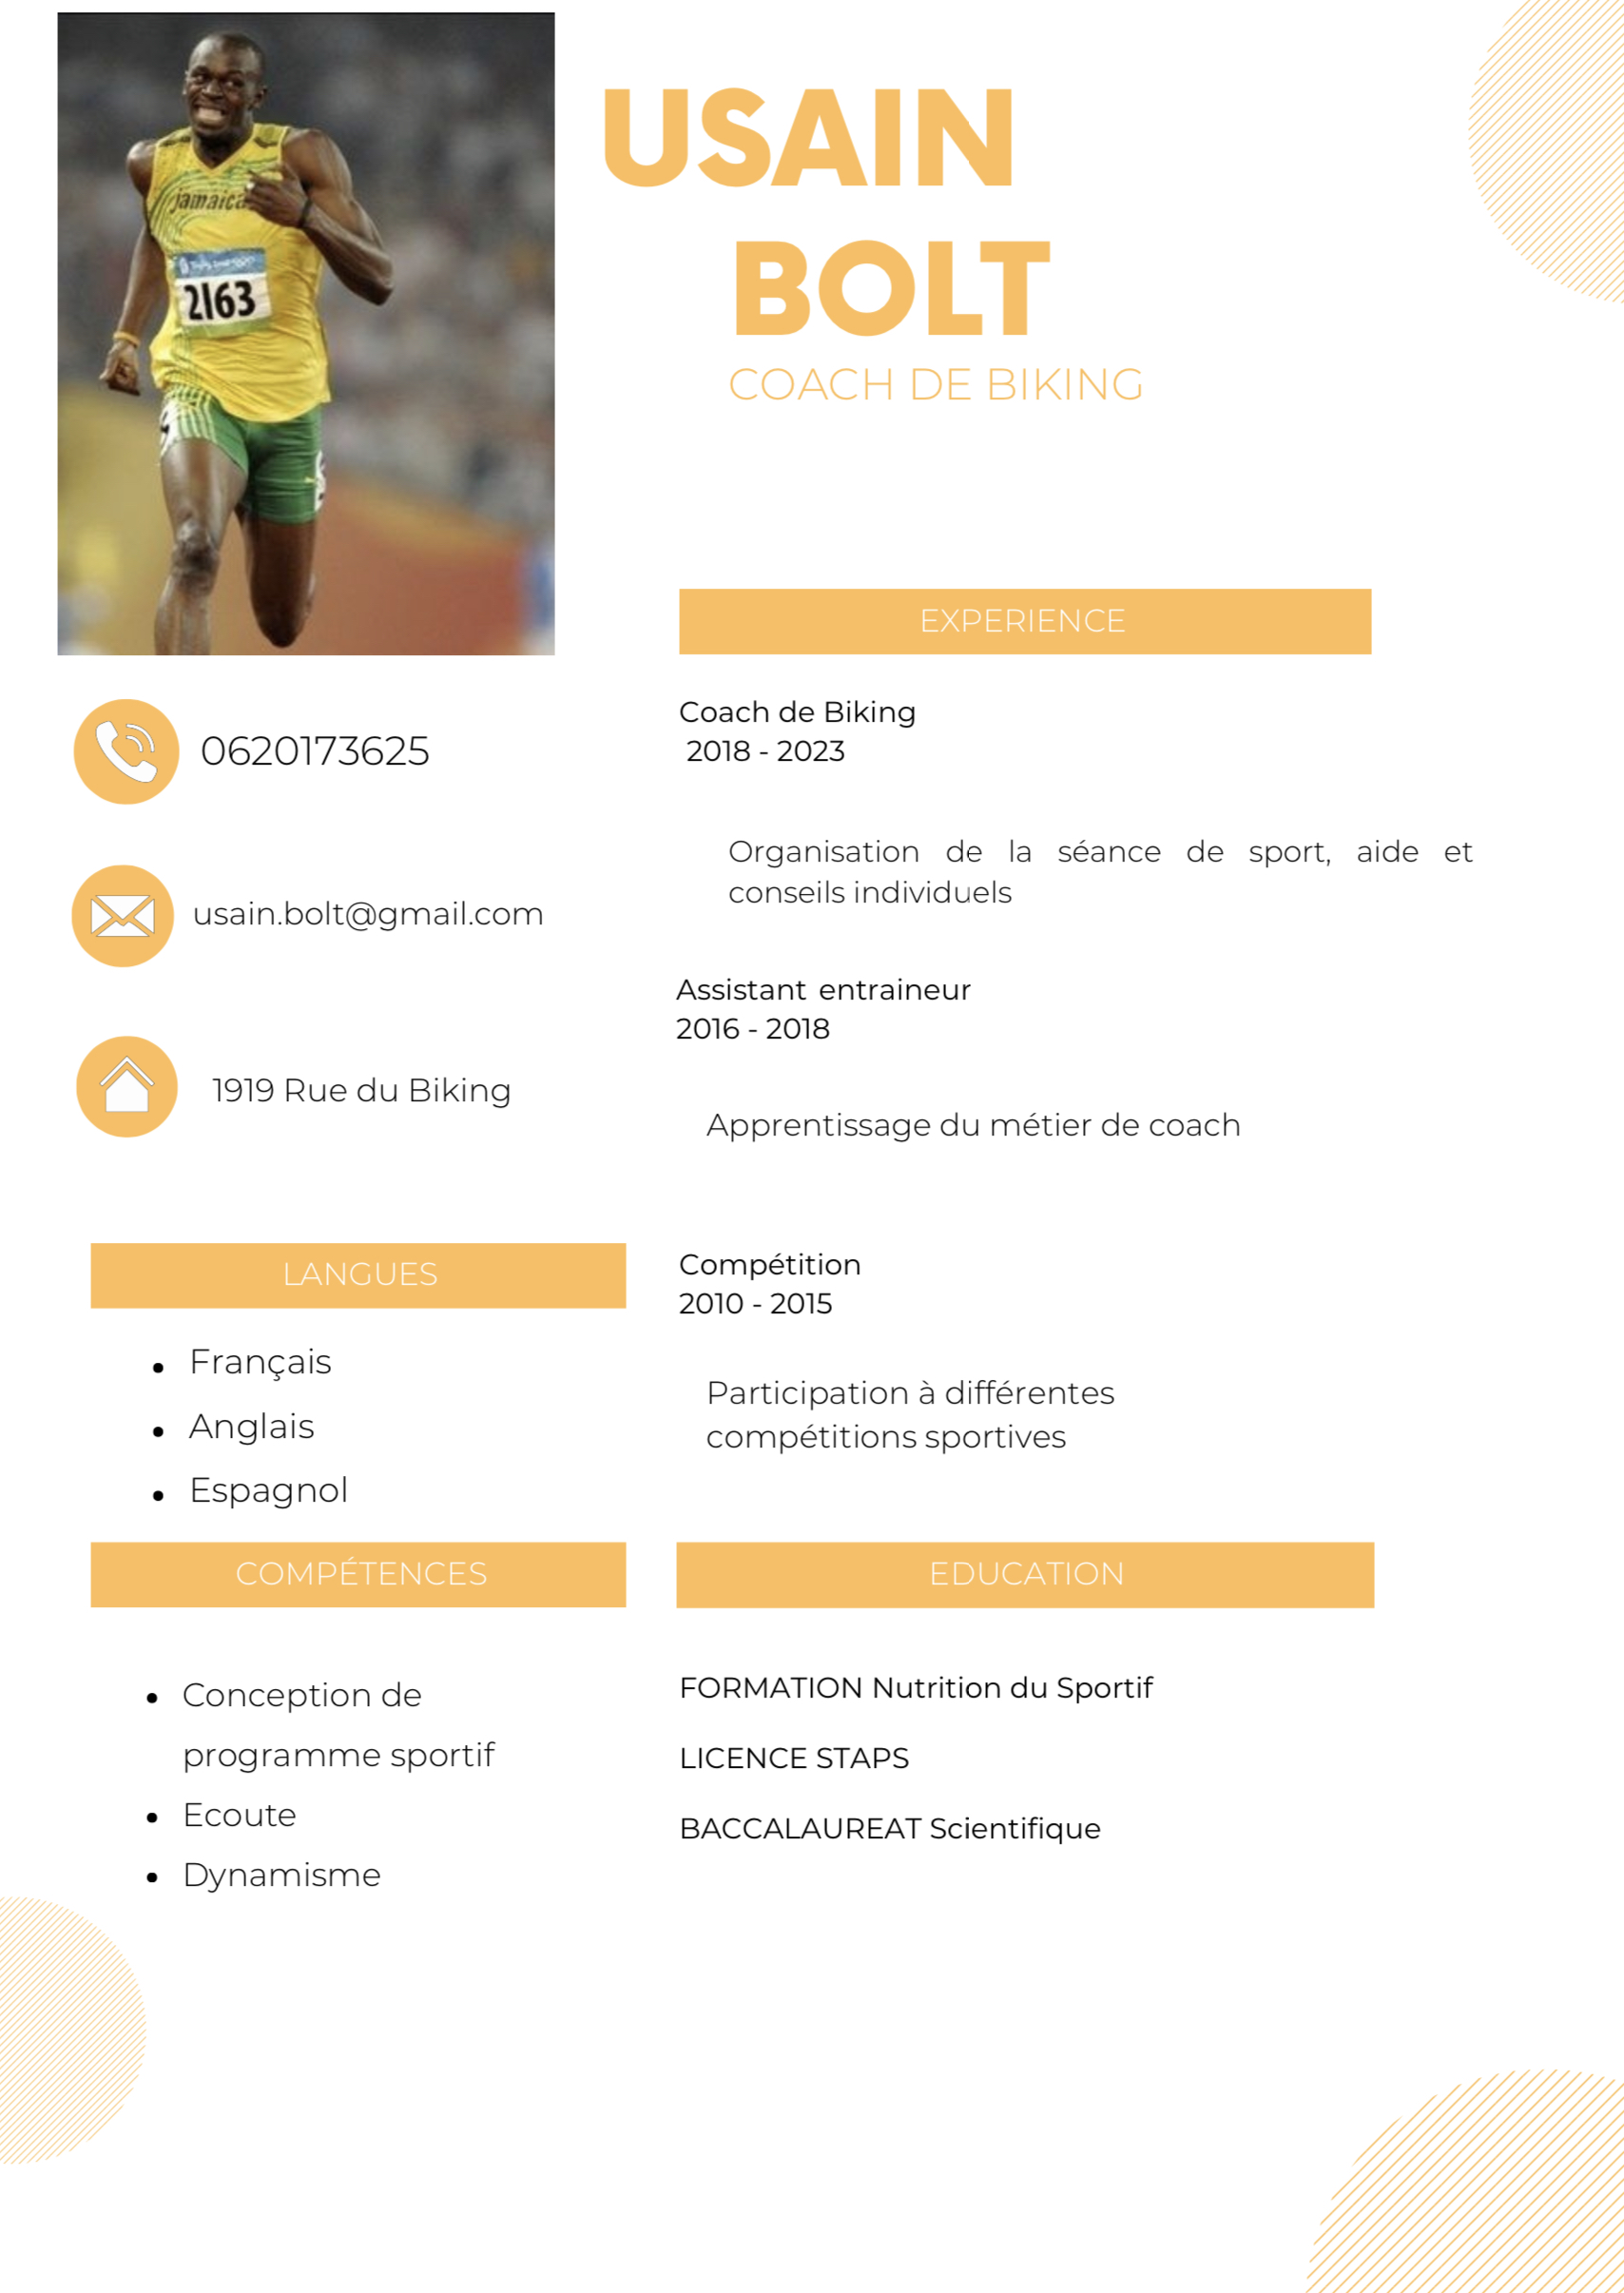 USAIN
BOLT
COACH DE BIKING
jamaica
2163
0620173625
usain.bolt@gmail.com
1919 Rue du Biking
LANGUES
Français
Anglais
Espagnol
COMPÉTENCES
Conception de
programme sportif
Ecoute
Dynamisme
EXPERIENCE
Coach de Biking
2018 - 2023
Organisation de la séance de sport, aide et
conseils individuels
Assistant entraineur
2016 - 2018
Apprentissage du métier de coach
Compétition
2010 - 2015
Participation à différentes
compétitions sportives
EDUCATION
FORMATION Nutrition du Sportif
LICENCE STAPS
BACCALAUREAT Scientifique